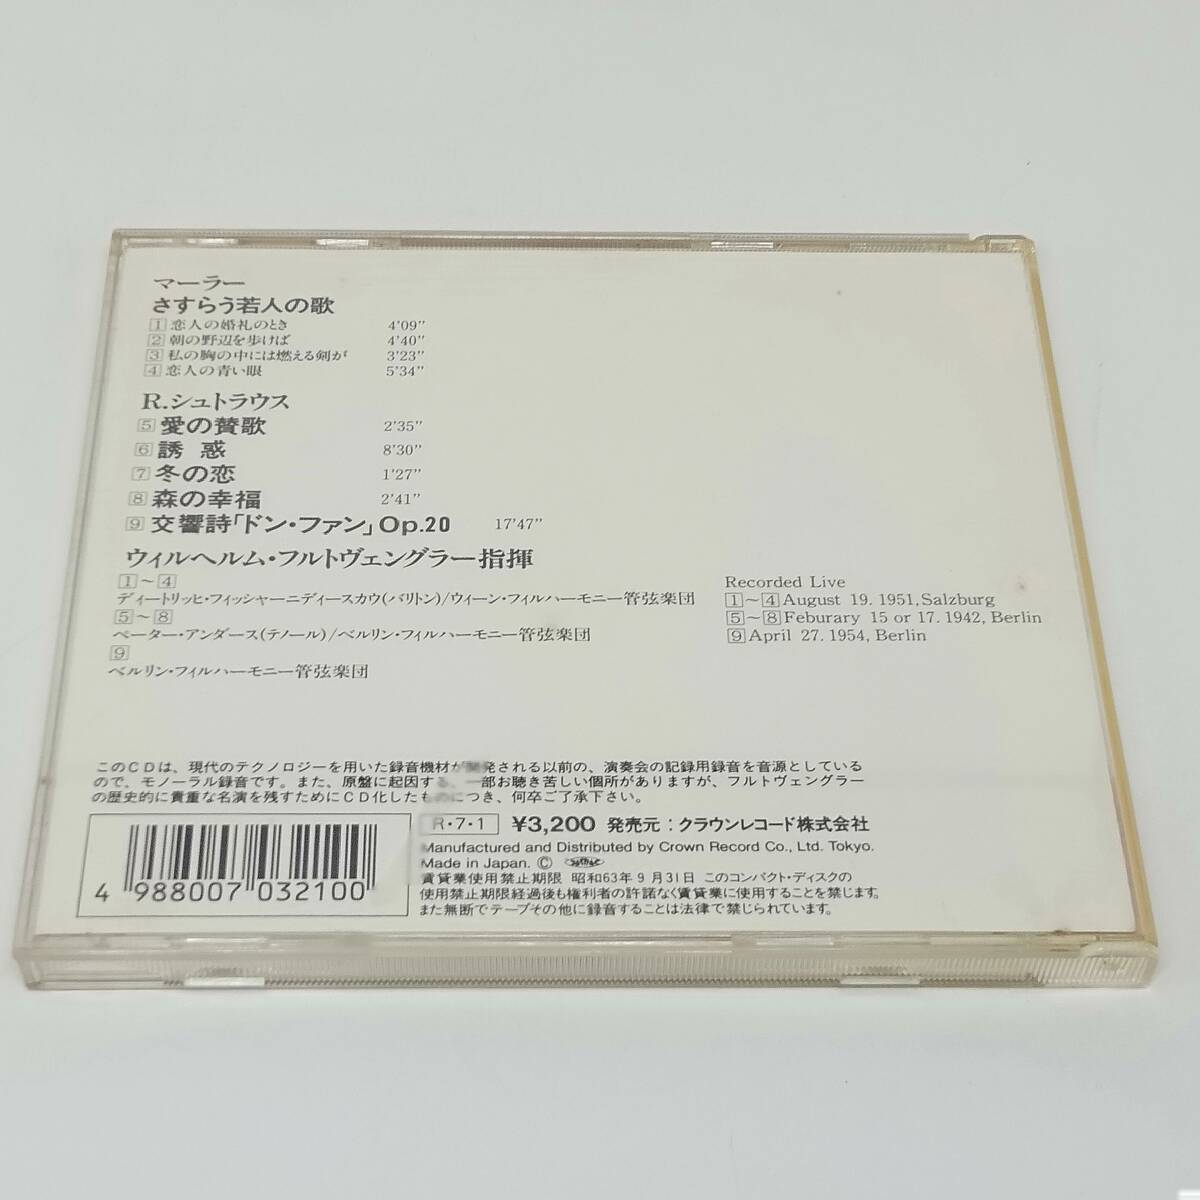 マーラー
さすらう若人の歌
1 恋人の婚礼のとき 4'09"
2 朝の野辺を歩けば 4'40"
3 私の胸の中には燃える剣が 3'23"
4 恋人の青い眼 5'34"
R.シュトラウス
5 愛の賛歌 2'35"
6 誘惑 8'30"
7 冬の恋 1'27"
8 森の幸福 2'41"
9 交響詩「ドン・ファン」Op.20 17'47"
ウィルヘルム・フルトヴェングラー指揮
1〜4
ディートリッヒ・フィッシャーニディースカウ(バリトン)/ウィーン・フィルハーモニー管弦楽団
5〜8
ペーター・アンダース(テノール)/ベルリン・フィルハーモニー管弦楽団
9
ベルリン・フィルハーモニー管弦楽団
Recorded Live
1〜4 August 19. 1951, Salzburg
5〜8 Feburary 15 or 17. 1942, Berlin
9 April 27. 1954, Berlin
このCDは、現代のテクノロジーを用いた録音機材が開発される以前の、演奏会の記録用録音を音源としている
ので、モノーラル録音です。また、原盤に起因する、一部お聴き苦しい個所がありますが、フルトヴェングラー
の歴史的に貴重な名演を残すためにCD化したものにつき、何卒ご了承下さい。
R・7・1 ¥3,200 発売元：クラウンレコード株式会社
Manufactured and Distributed by Crown Record Co., Ltd. Tokyo.
Made in Japan. ©
賃貸業使用禁止期限 昭和63年9月31日 このコンパクト・ディスクの
使用禁止期限経過後も権利者の許諾なく賃貸業に使用することを禁じます。
また無断でテープその他に録音することは法律で禁じられています。
4 988007 032100